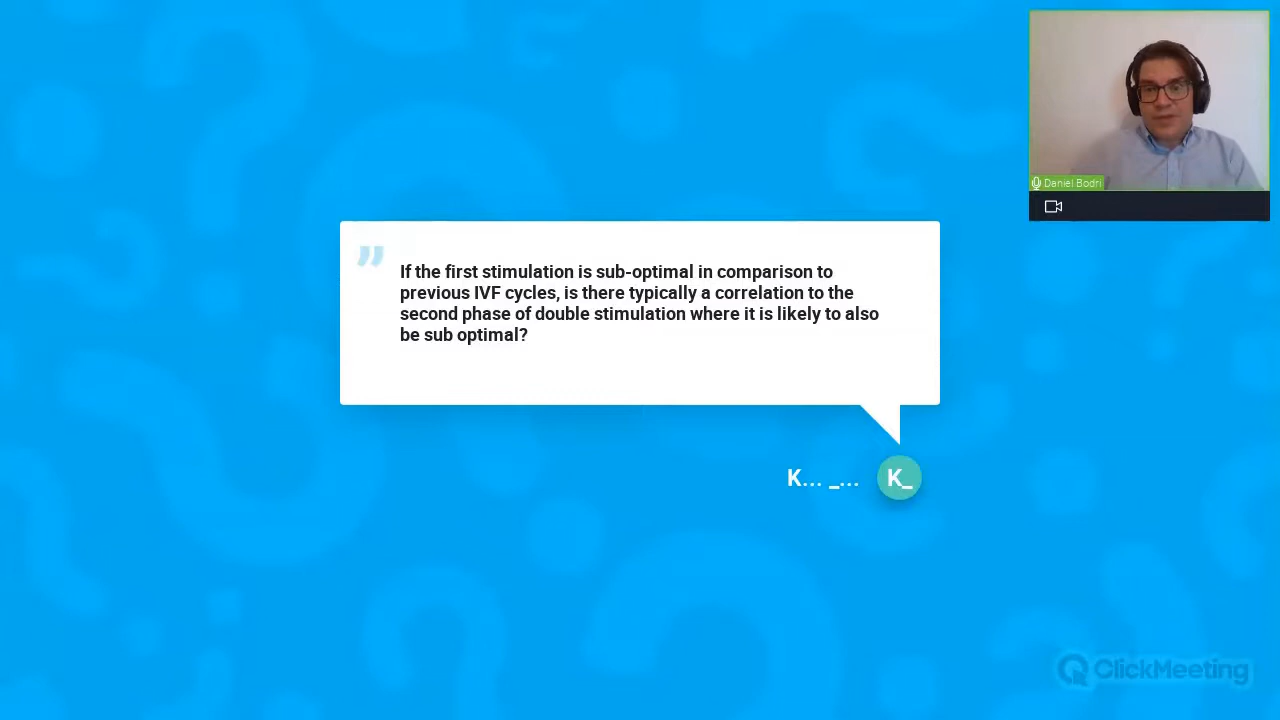 Daniel Bodri
”
If the first stimulation is sub-optimal in comparison to
previous IVF cycles, is there typically a correlation to the
second phase of double stimulation where it is likely to also
be sub optimal?
K... _...
K_
ClickMeeting